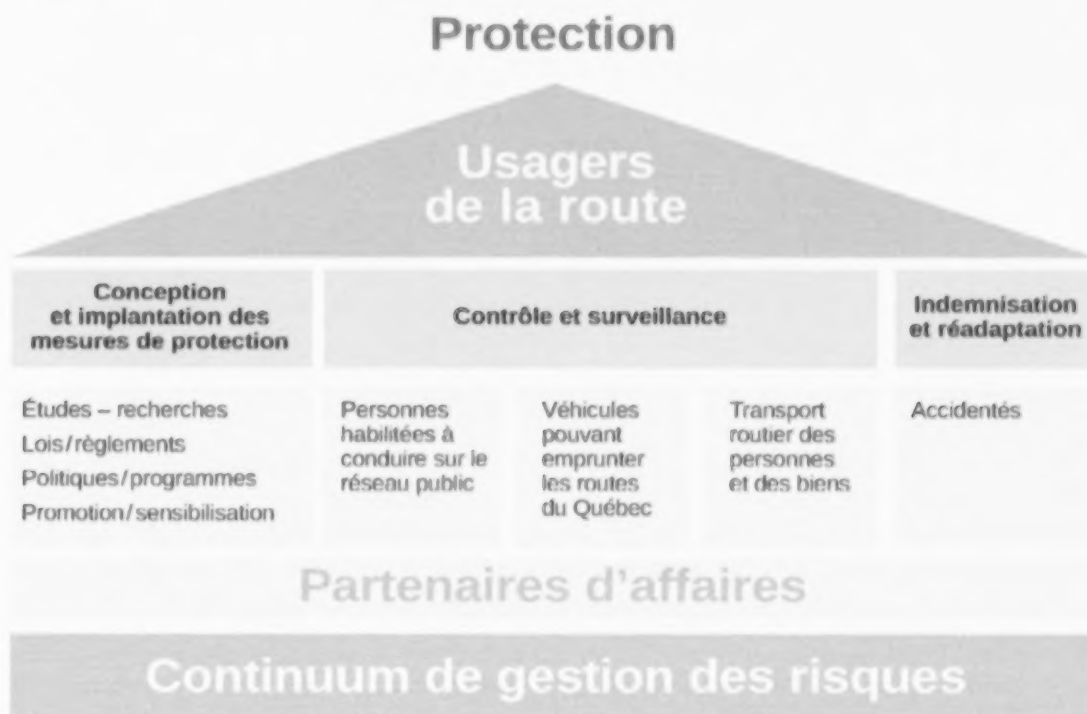 Protection
Usagers
de la route
Conception
et implantation des
mesures de protection
Contrôle et surveillance
Indemnisation
et réadaptation
Études – recherches
Lois/règlements
Politiques/programmes
Promotion/sensibilisation
Personnes
habilitées à
conduire sur le
réseau public
Véhicules
pouvant
emprunter
les routes
du Québec
Transport
routier des
personnes
et des biens
Accidentés
Partenaires d’affaires
Continuum de gestion des risques